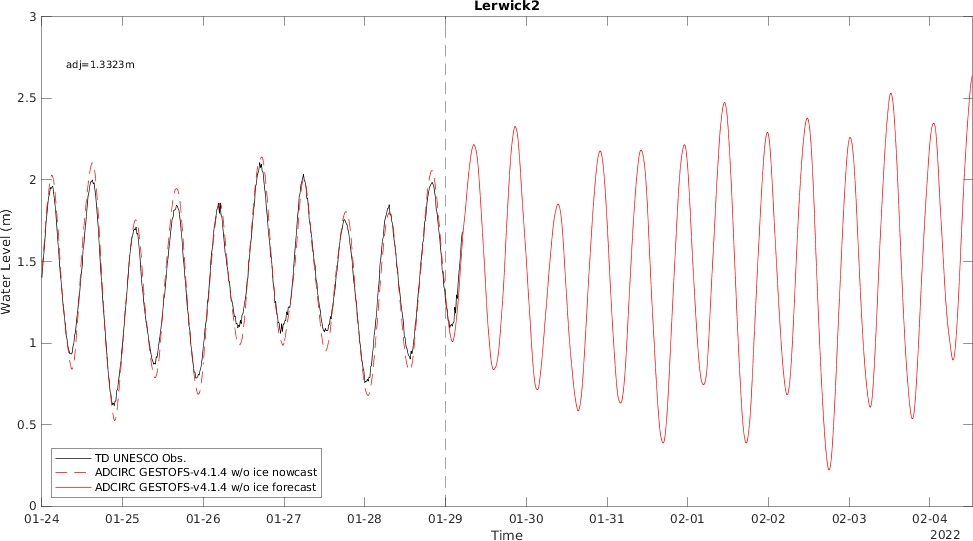 Lerwick2
3
adj=1.3323m
2.5
2
1.5
1
0.5
0
Water Level (m)
TD UNESCO Obs.
ADCIRC GESTOFS-v4.1.4 w/o ice nowcast
ADCIRC GESTOFS-v4.1.4 w/o ice forecast
01-24 01-25 01-26 01-27 01-28 01-29 01-30 01-31 02-01 02-02 02-03 02-04
2022
Time